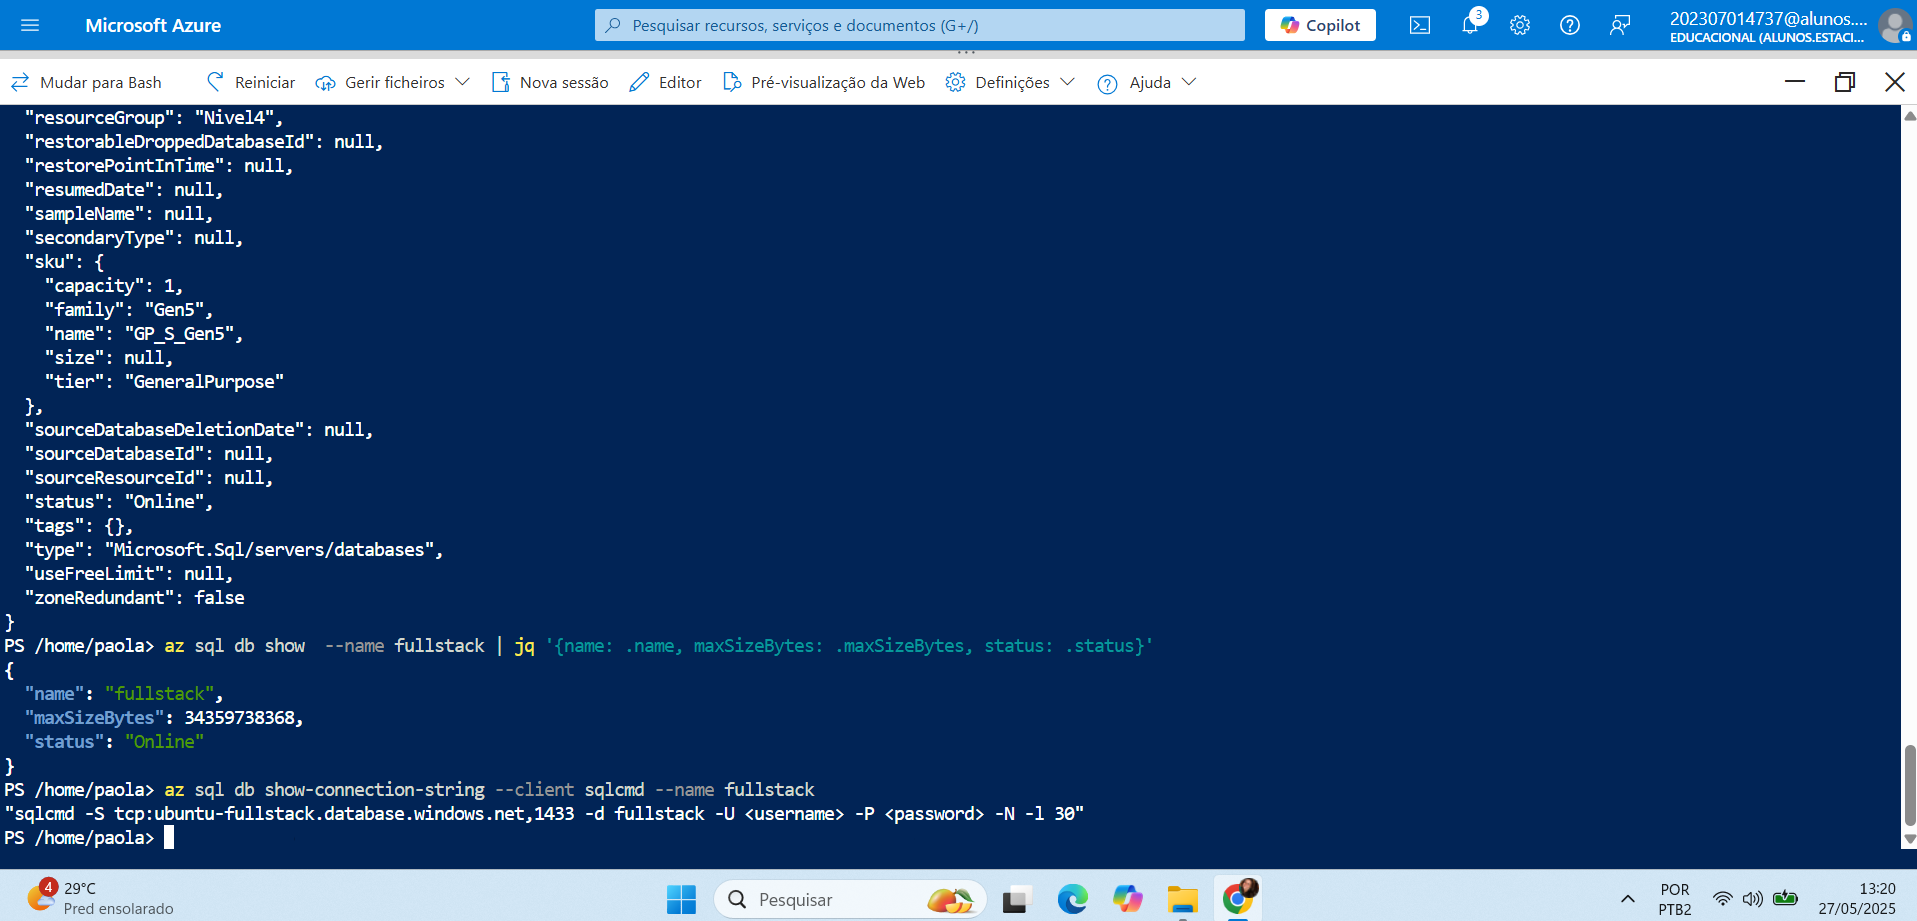 Microsoft Azure
Pesquisar recursos, serviços e documentos (G+/)
Copilot
3
202307014737@alunos....
EDUCACIONAL (ALUNOS.ESTACI...
Mudar para Bash
Reiniciar
Gerir ficheiros
Nova sessão
Editor
Pré-visualização da Web
Definições
Ajuda
"resourceGroup": "Nivel4",
"restorableDroppedDatabaseId": null,
"restorePointInTime": null,
"resumedDate": null,
"sampleName": null,
"secondaryType": null,
"sku": {
"capacity": 1,
"family": "Gen5",
"name": "GP_S_Gen5",
"size": null,
"tier": "GeneralPurpose"
},
"sourceDatabaseDeletionDate": null,
"sourceDatabaseId": null,
"sourceResourceId": null,
"status": "Online",
"tags": {},
"type": "Microsoft.Sql/servers/databases",
"useFreeLimit": null,
"zoneRedundant": false
}
PS /home/paola> az sql db show  --name fullstack | jq '{name: .name, maxSizeBytes: .maxSizeBytes, status: .status}'
{
"name": "fullstack",
"maxSizeBytes": 34359738368,
"status": "Online"
}
PS /home/paola> az sql db show-connection-string --client sqlcmd --name fullstack
"sqlcmd -S tcp:ubuntu-fullstack.database.windows.net,1433 -d fullstack -U <username> -P <password> -N -l 30"
PS /home/paola>
4
29°C
Pred ensolarado
Pesquisar
POR
PTB2
13:20
27/05/2025